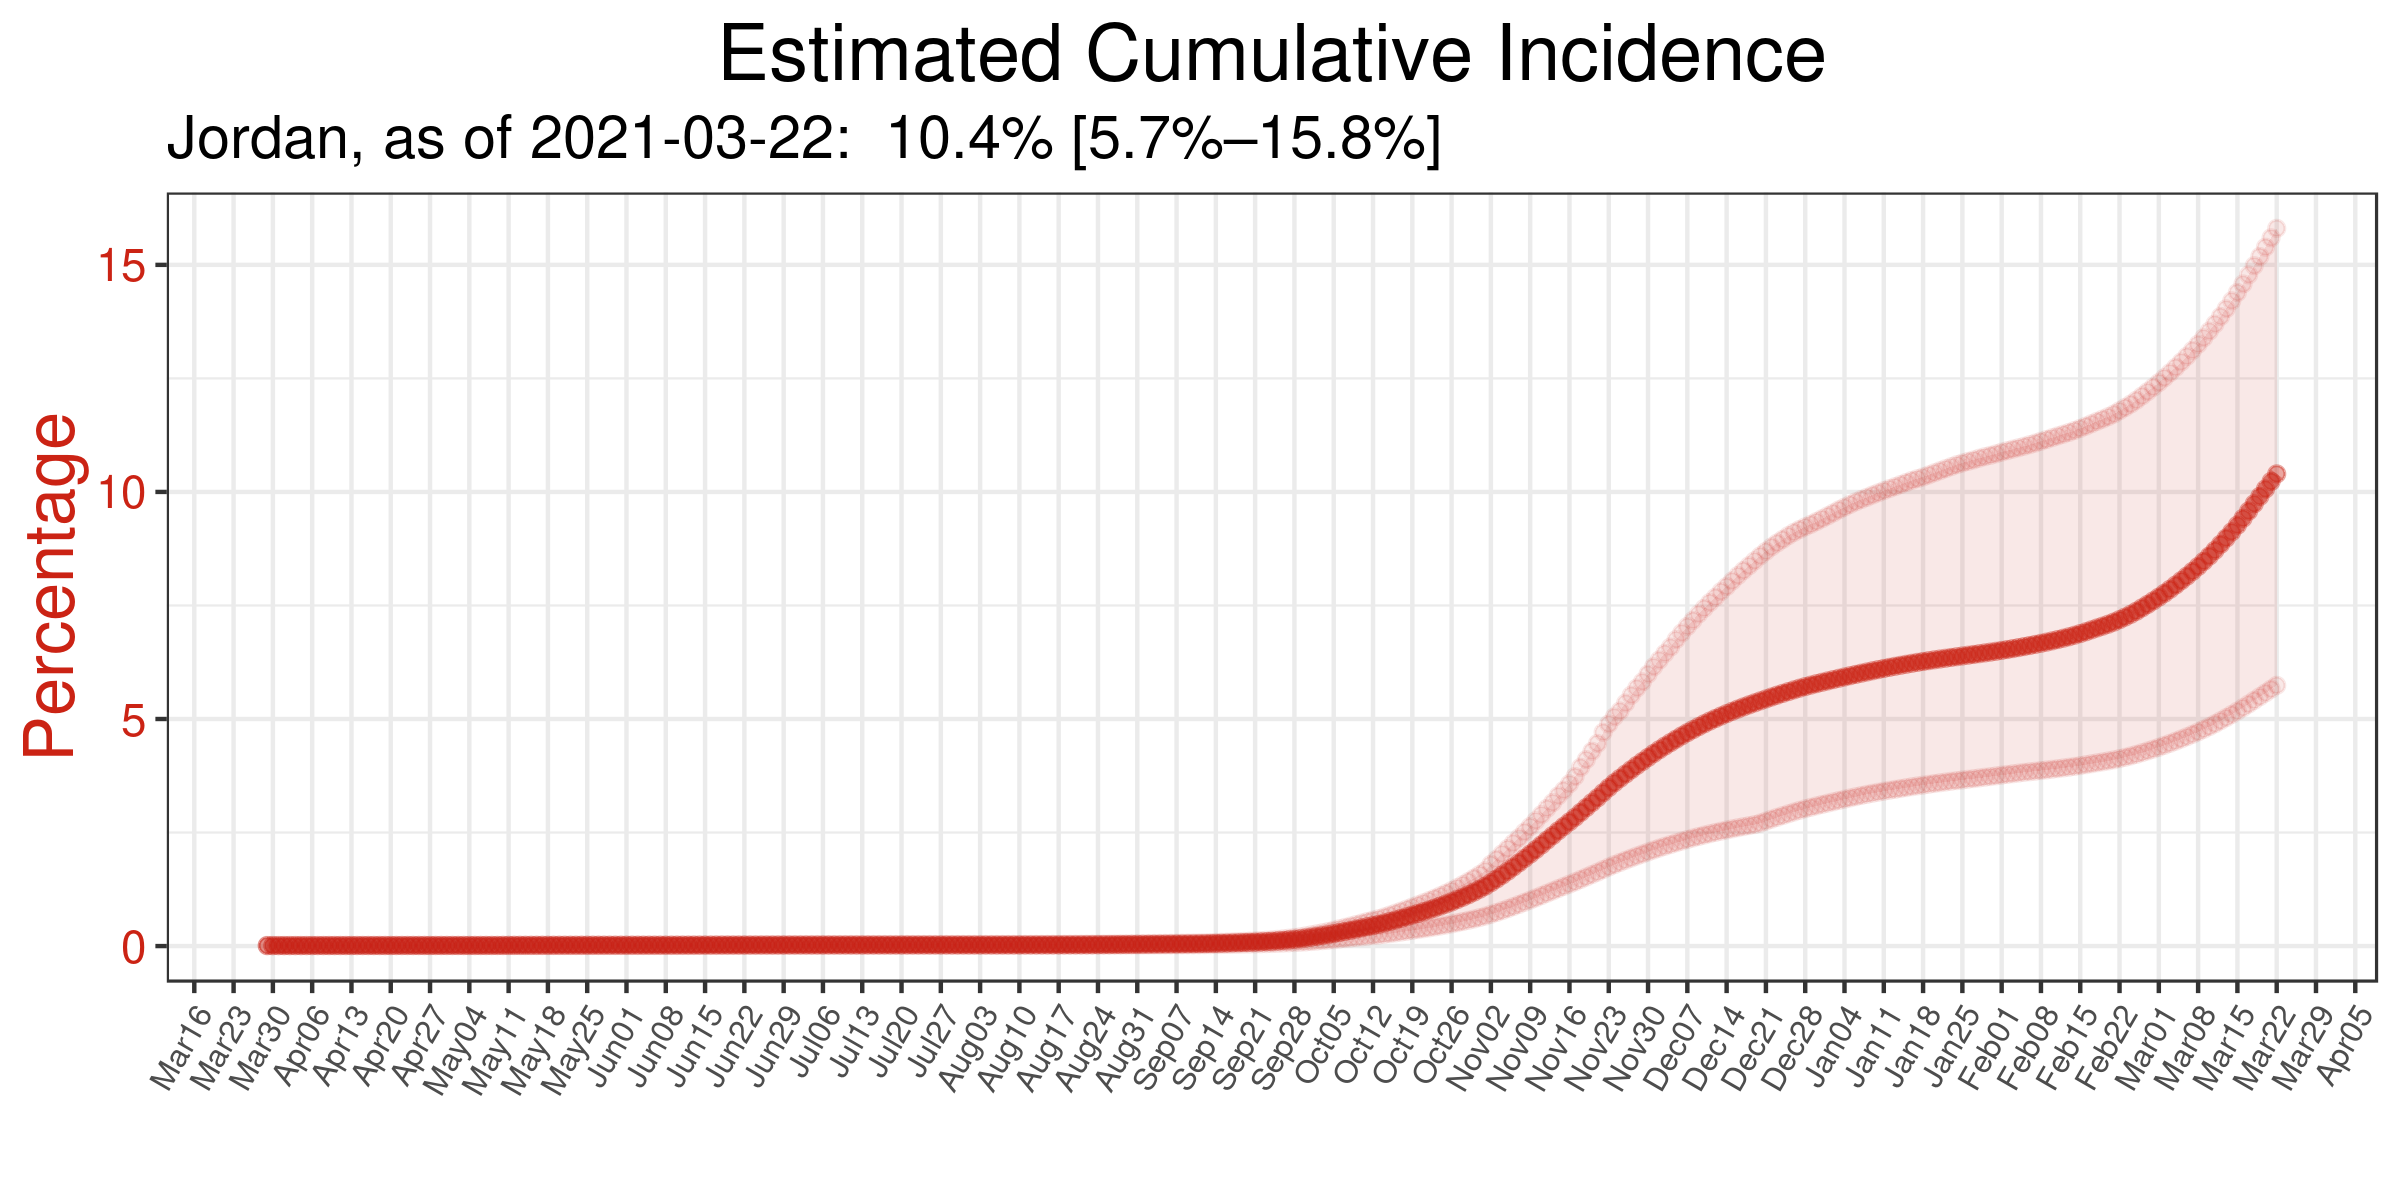 Estimated Cumulative Incidence
Jordan, as of 2021-03-22:  10.4% [5.7%–15.8%]
Percentage
15
10
5
0
Mar16
Mar23
Mar30
Apr06
Apr13
Apr20
Apr27
May04
May11
May18
May25
Jun01
Jun08
Jun15
Jun22
Jun29
Jul06
Jul13
Jul20
Jul27
Aug03
Aug10
Aug17
Aug24
Aug31
Sep07
Sep14
Sep21
Sep28
Oct05
Oct12
Oct19
Oct26
Nov02
Nov09
Nov16
Nov23
Nov30
Dec07
Dec14
Dec21
Dec28
Jan04
Jan11
Jan18
Jan25
Feb01
Feb08
Feb15
Feb22
Mar01
Mar08
Mar15
Mar22
Mar29
Apr05